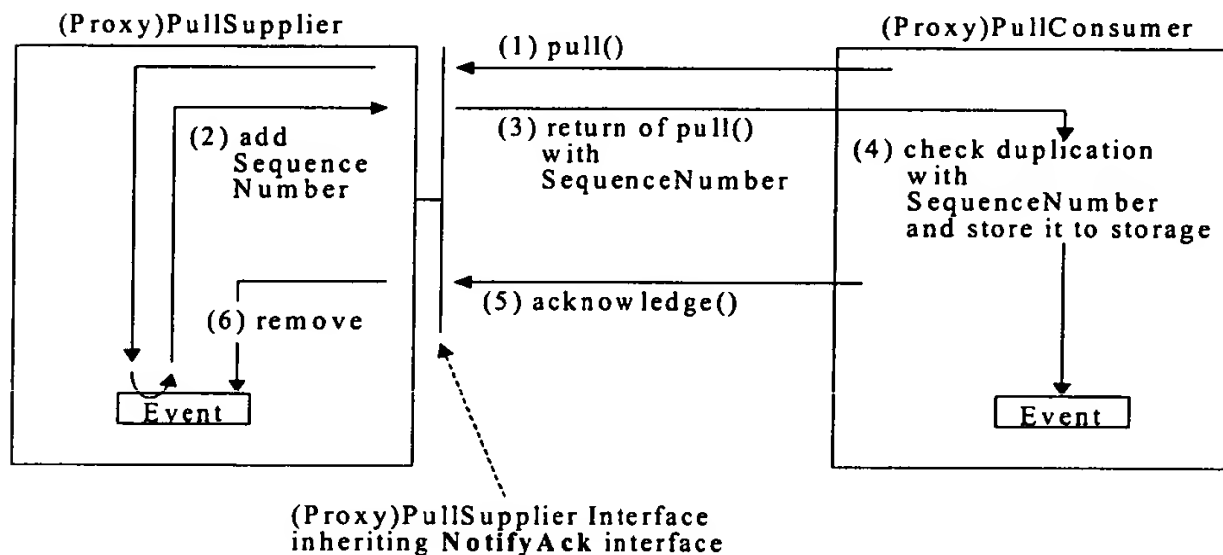 (Proxy)PullSupplier
(Proxy)PullConsumer
(1) pull()
(2) add
Sequence
Number
(3) return of pull()
with
SequenceNumber
(4) check duplication
with
SequenceNumber
and store it to storage
(5) acknowledge()
(6) remove
Event
Event
(Proxy)PullSupplier Interface
inheriting NotifyAck interface